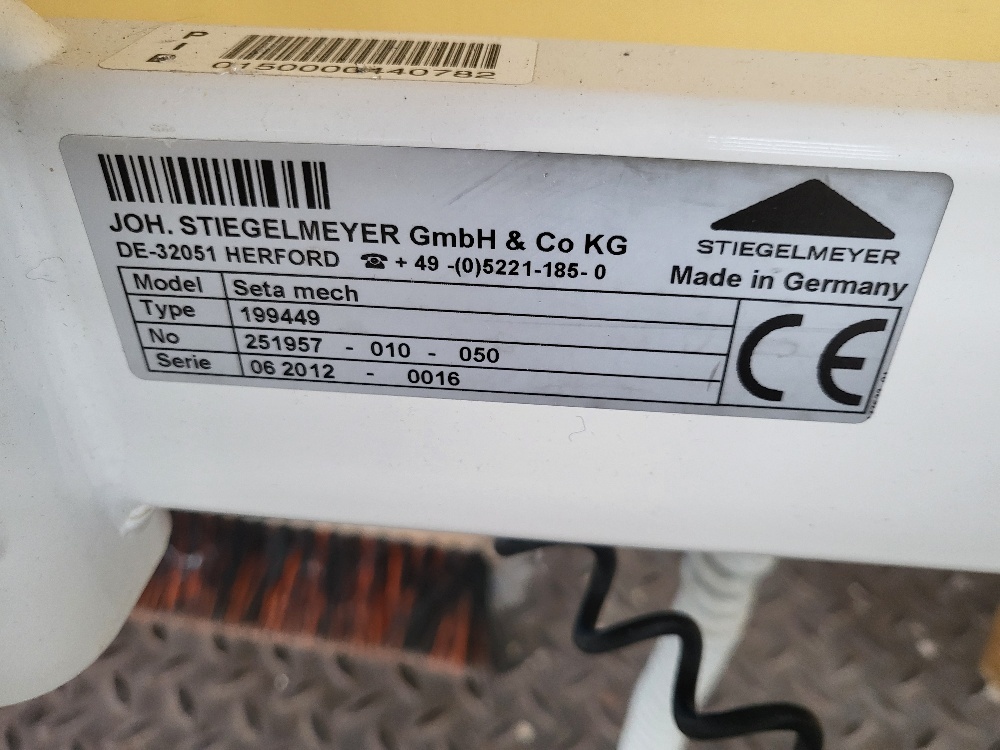 P
I
B
0150000440782
JOH. STIEGELMEYER GmbH & Co KG
DE-32051 HERFORD ☎ + 49 -(0)5221-185- 0
STIEGELMEYER
Made in Germany
Model Seta mech
Type 199449
No 251957 - 010 - 050
Serie 06 2012 - 0016
CE